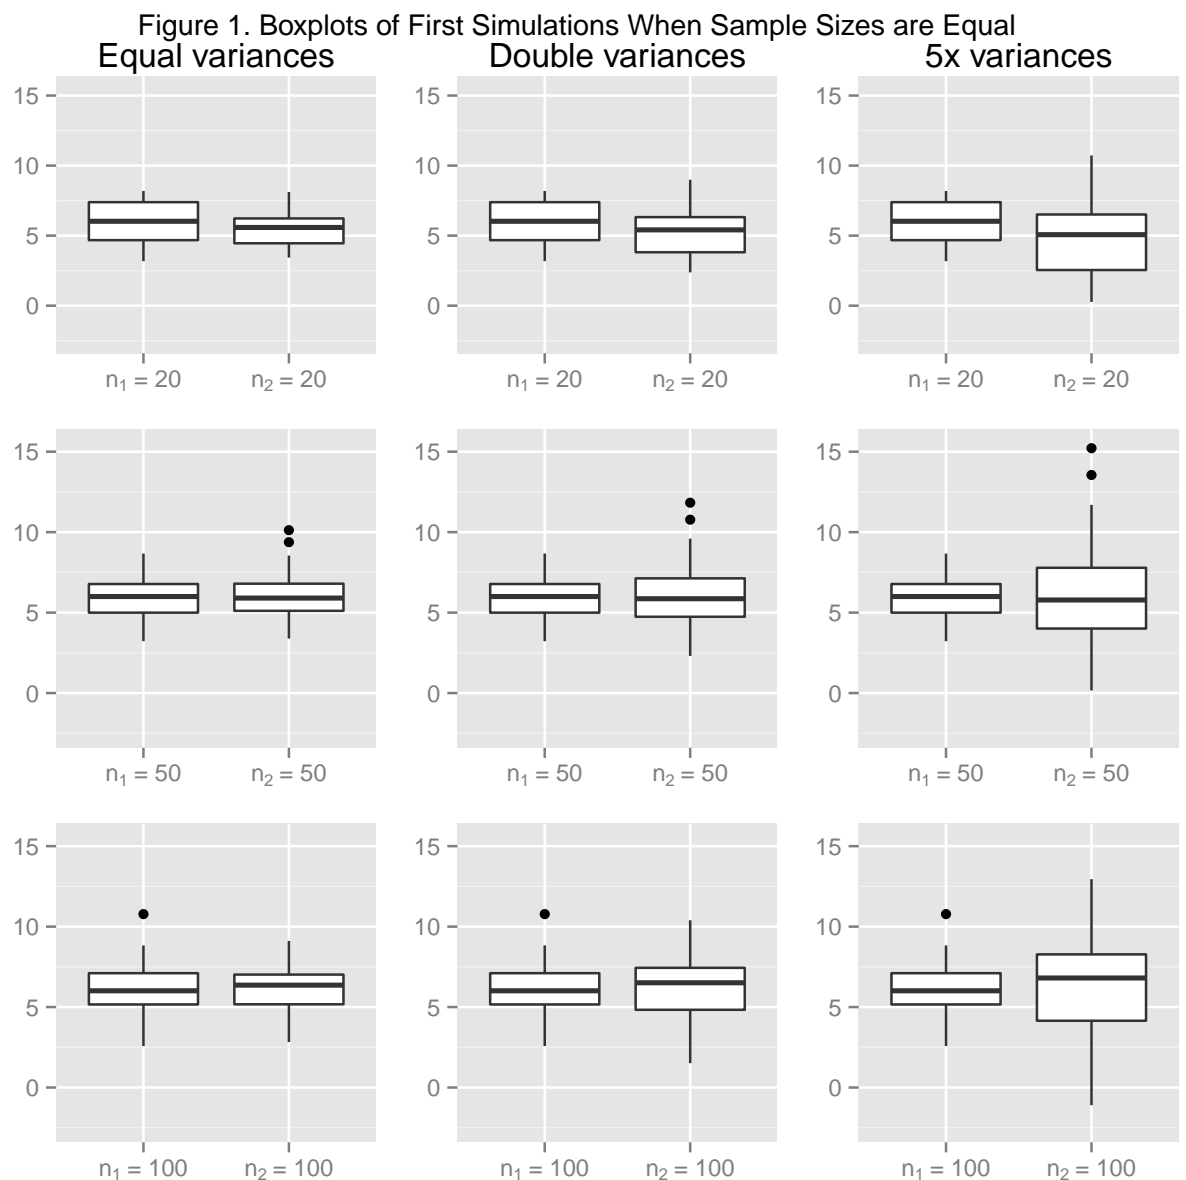 Figure 1. Boxplots of First Simulations When Sample Sizes are Equal
Equal variances Double variances 5x variances
15 15 15
10 10 10
5 5 5
0 0 0
n₁ = 20 n₂ = 20 n₁ = 20 n₂ = 20 n₁ = 20 n₂ = 20
15 15 15
10 10 10
5 5 5
0 0 0
n₁ = 50 n₂ = 50 n₁ = 50 n₂ = 50 n₁ = 50 n₂ = 50
15 15 15
10 10 10
5 5 5
0 0 0
n₁ = 100 n₂ = 100 n₁ = 100 n₂ = 100 n₁ = 100 n₂ = 100